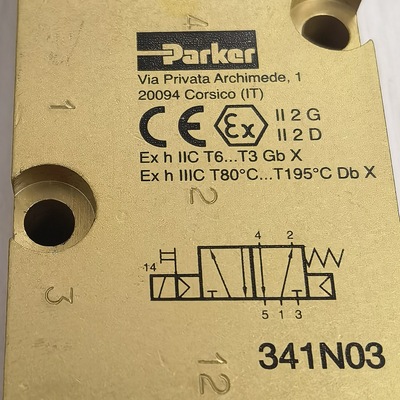 4
Parker
Via Privata Archimede, 1
20094 Corsico (IT)
1
CE Ex II 2 G
II 2 D
Ex h IIC T6...T3 Gb X
Ex h IIIC T80°C...T195°C Db X
2
4 2
14
3
5 1 3
12
341N03